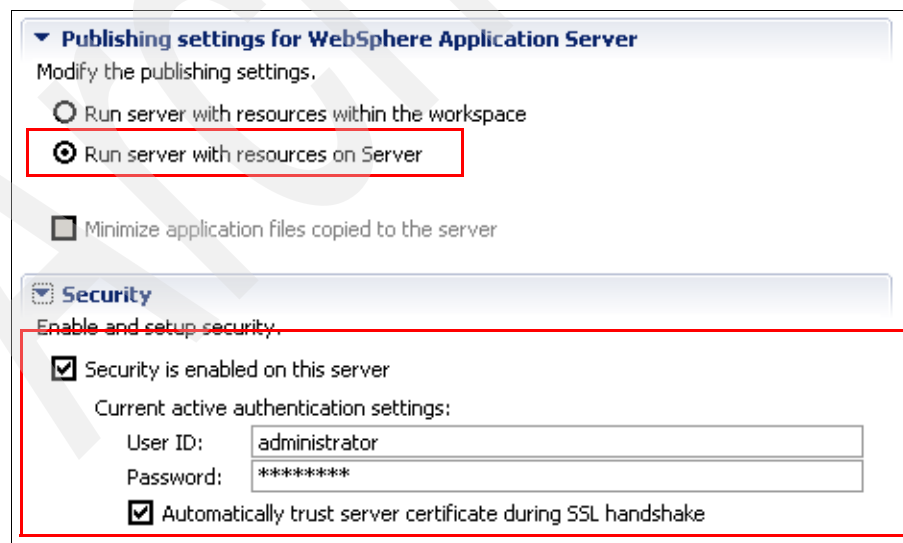 Publishing settings for WebSphere Application Server
Modify the publishing settings.
Run server with resources within the workspace
Run server with resources on Server
Minimize application files copied to the server
Security
Enable and setup security.
Security is enabled on this server
Current active authentication settings:
User ID: administrator
Password: ********
Automatically trust server certificate during SSL handshake